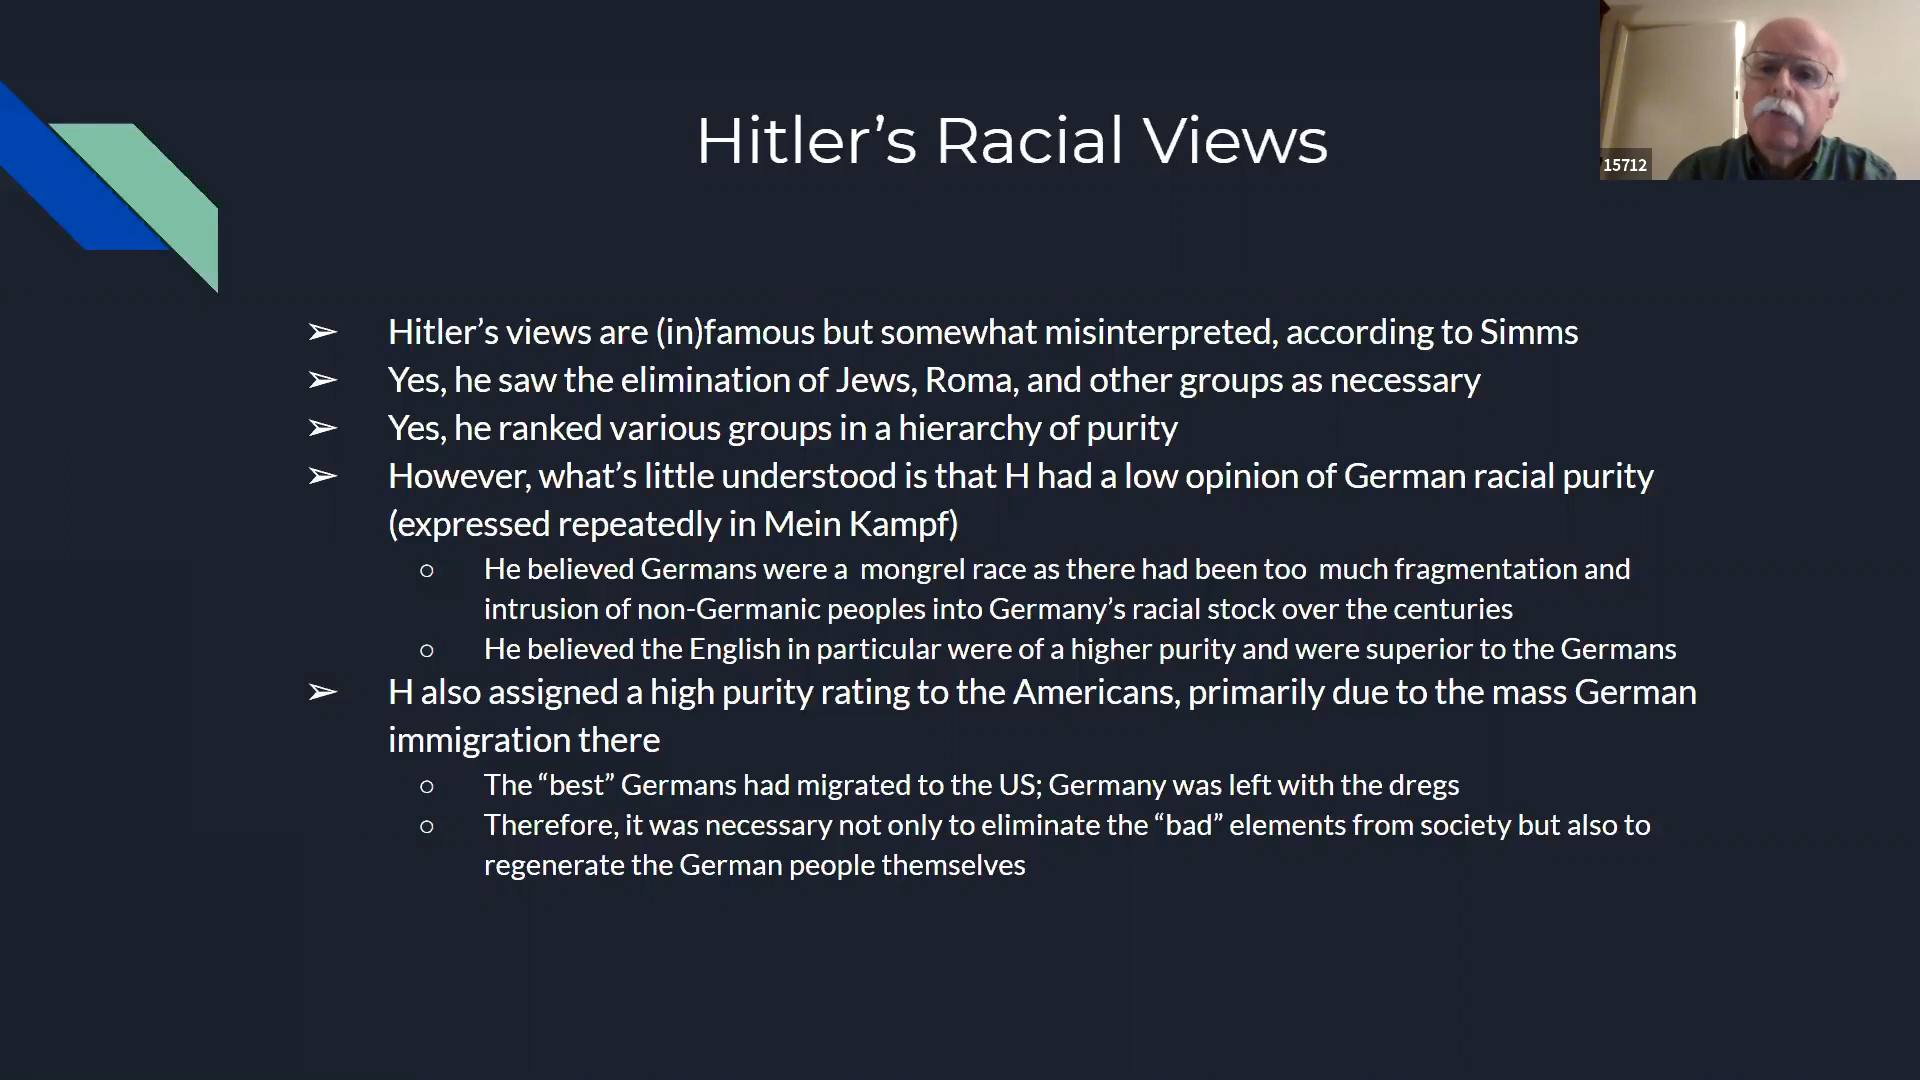 Hitler’s Racial Views
15712
➢ Hitler’s views are (in)famous but somewhat misinterpreted, according to Simms
➢ Yes, he saw the elimination of Jews, Roma, and other groups as necessary
➢ Yes, he ranked various groups in a hierarchy of purity
➢ However, what’s little understood is that H had a low opinion of German racial purity
(expressed repeatedly in Mein Kampf)
○ He believed Germans were a mongrel race as there had been too much fragmentation and
intrusion of non-Germanic peoples into Germany’s racial stock over the centuries
○ He believed the English in particular were of a higher purity and were superior to the Germans
➢ H also assigned a high purity rating to the Americans, primarily due to the mass German
immigration there
○ The “best” Germans had migrated to the US; Germany was left with the dregs
○ Therefore, it was necessary not only to eliminate the “bad” elements from society but also to
regenerate the German people themselves